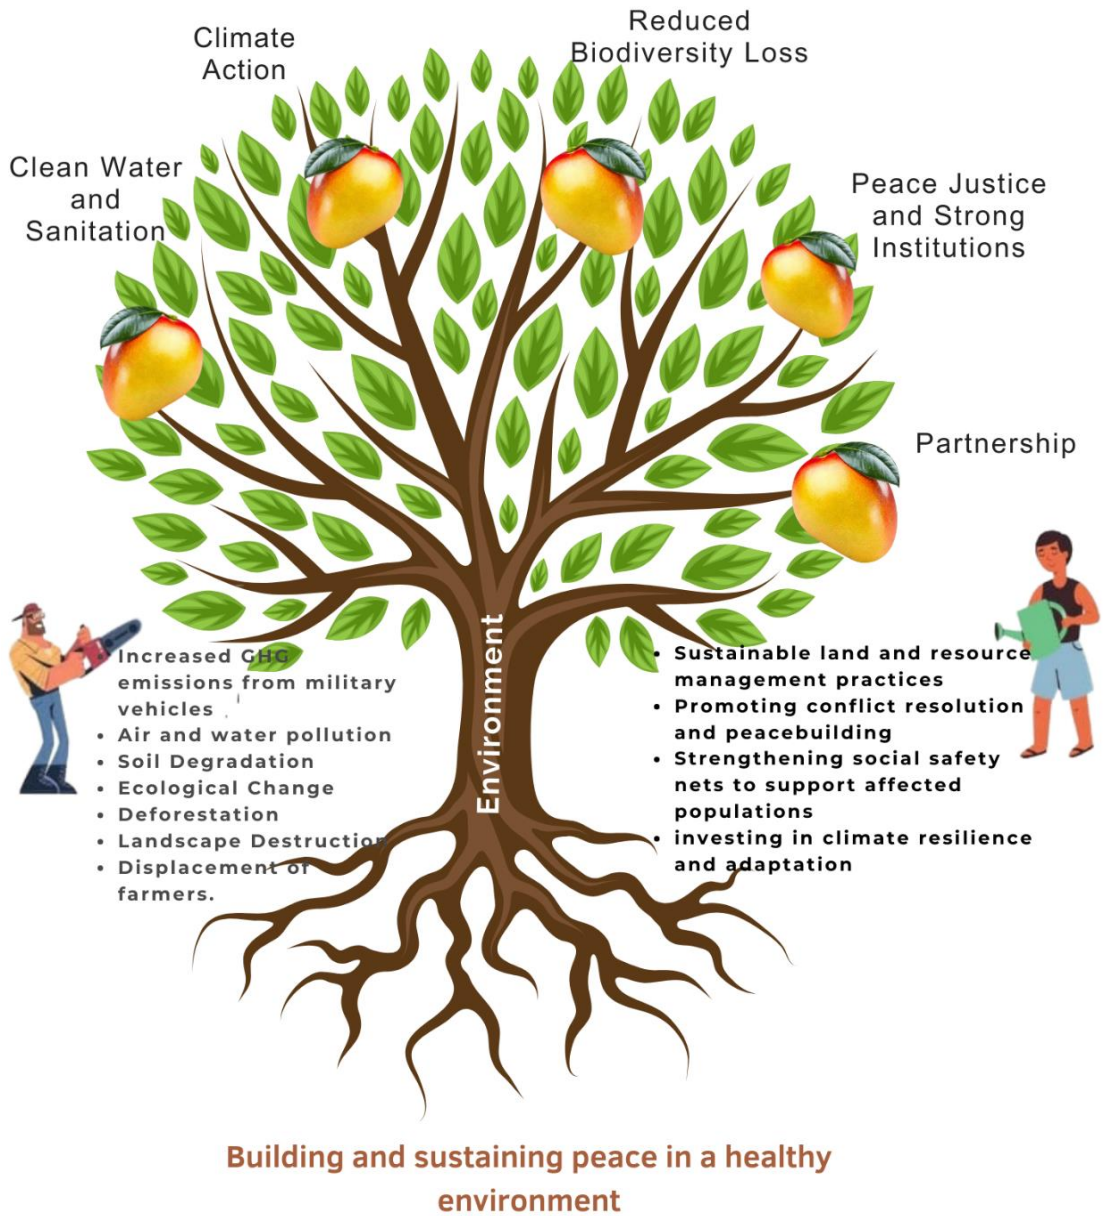 Climate
Action
Reduced
Biodiversity Loss
Clean Water
and
Sanitation
Peace Justice
and Strong
Institutions
Partnership
Environment
Increased GHG
emissions from military
vehicles
• Air and water pollution
• Soil Degradation
• Ecological Change
• Deforestation
• Landscape Destruction
• Displacement of
farmers.
• Sustainable land and resource
management practices
• Promoting conflict resolution
and peacebuilding
• Strengthening social safety
nets to support affected
populations
• investing in climate resilience
and adaptation
Building and sustaining peace in a healthy
environment